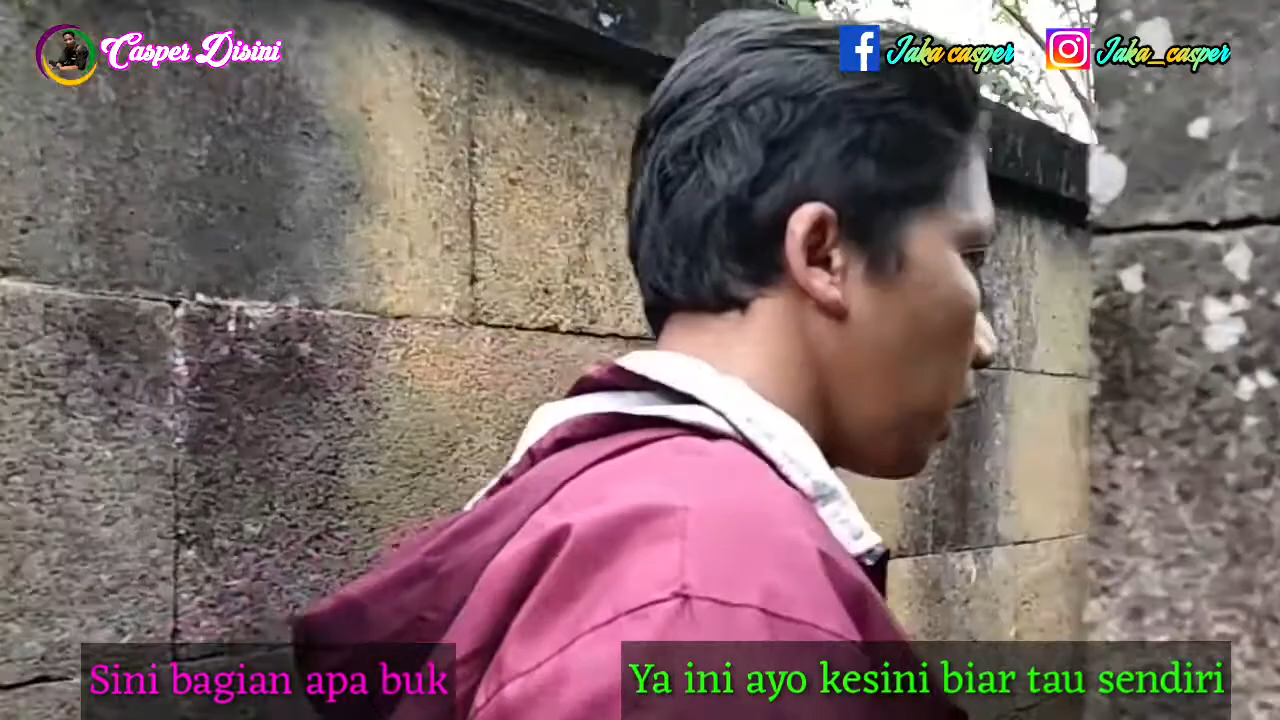 Casper Disini
Jaka casper
Jaka_casper
Sini bagian apa buk
Ya ini ayo kesini biar tau sendiri